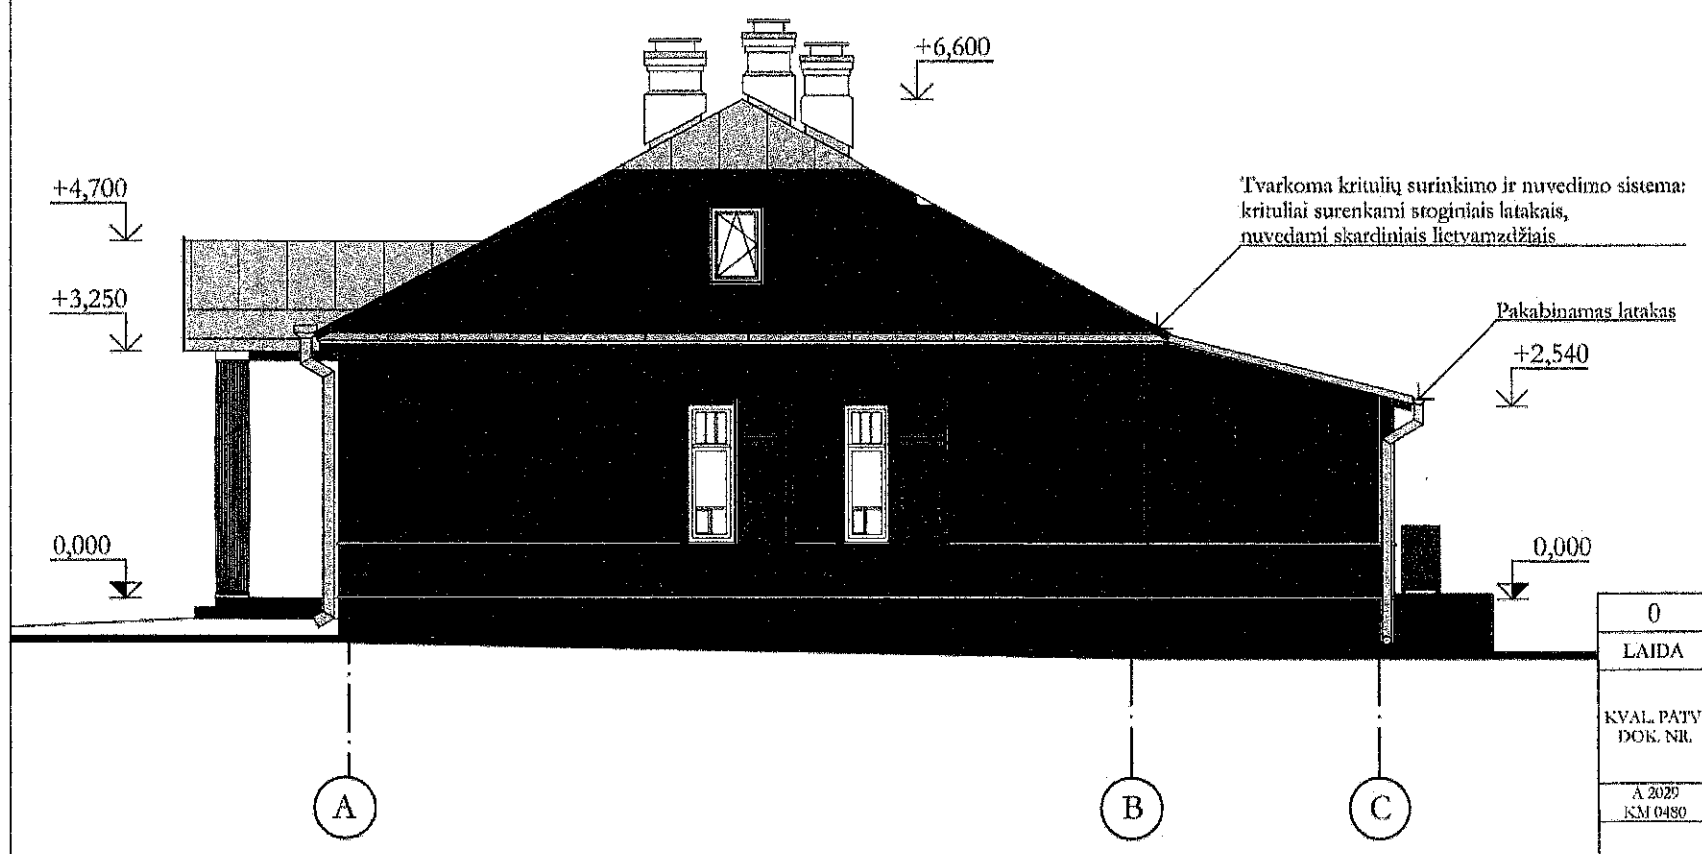 +6,600
+4,700
Tvarkoma kritulių surinkimo ir nuvedimo sistema:
krituliai surenkami stoginiais latakais,
nuvedami skardiniais lietvamzdžiais
+3,250
Pakabinamas latakas
+2,540
0,000
0,000
0
LAIDA
KVAL. PATV
DOK. NR.
A 2029
KM 0480
A
B
C